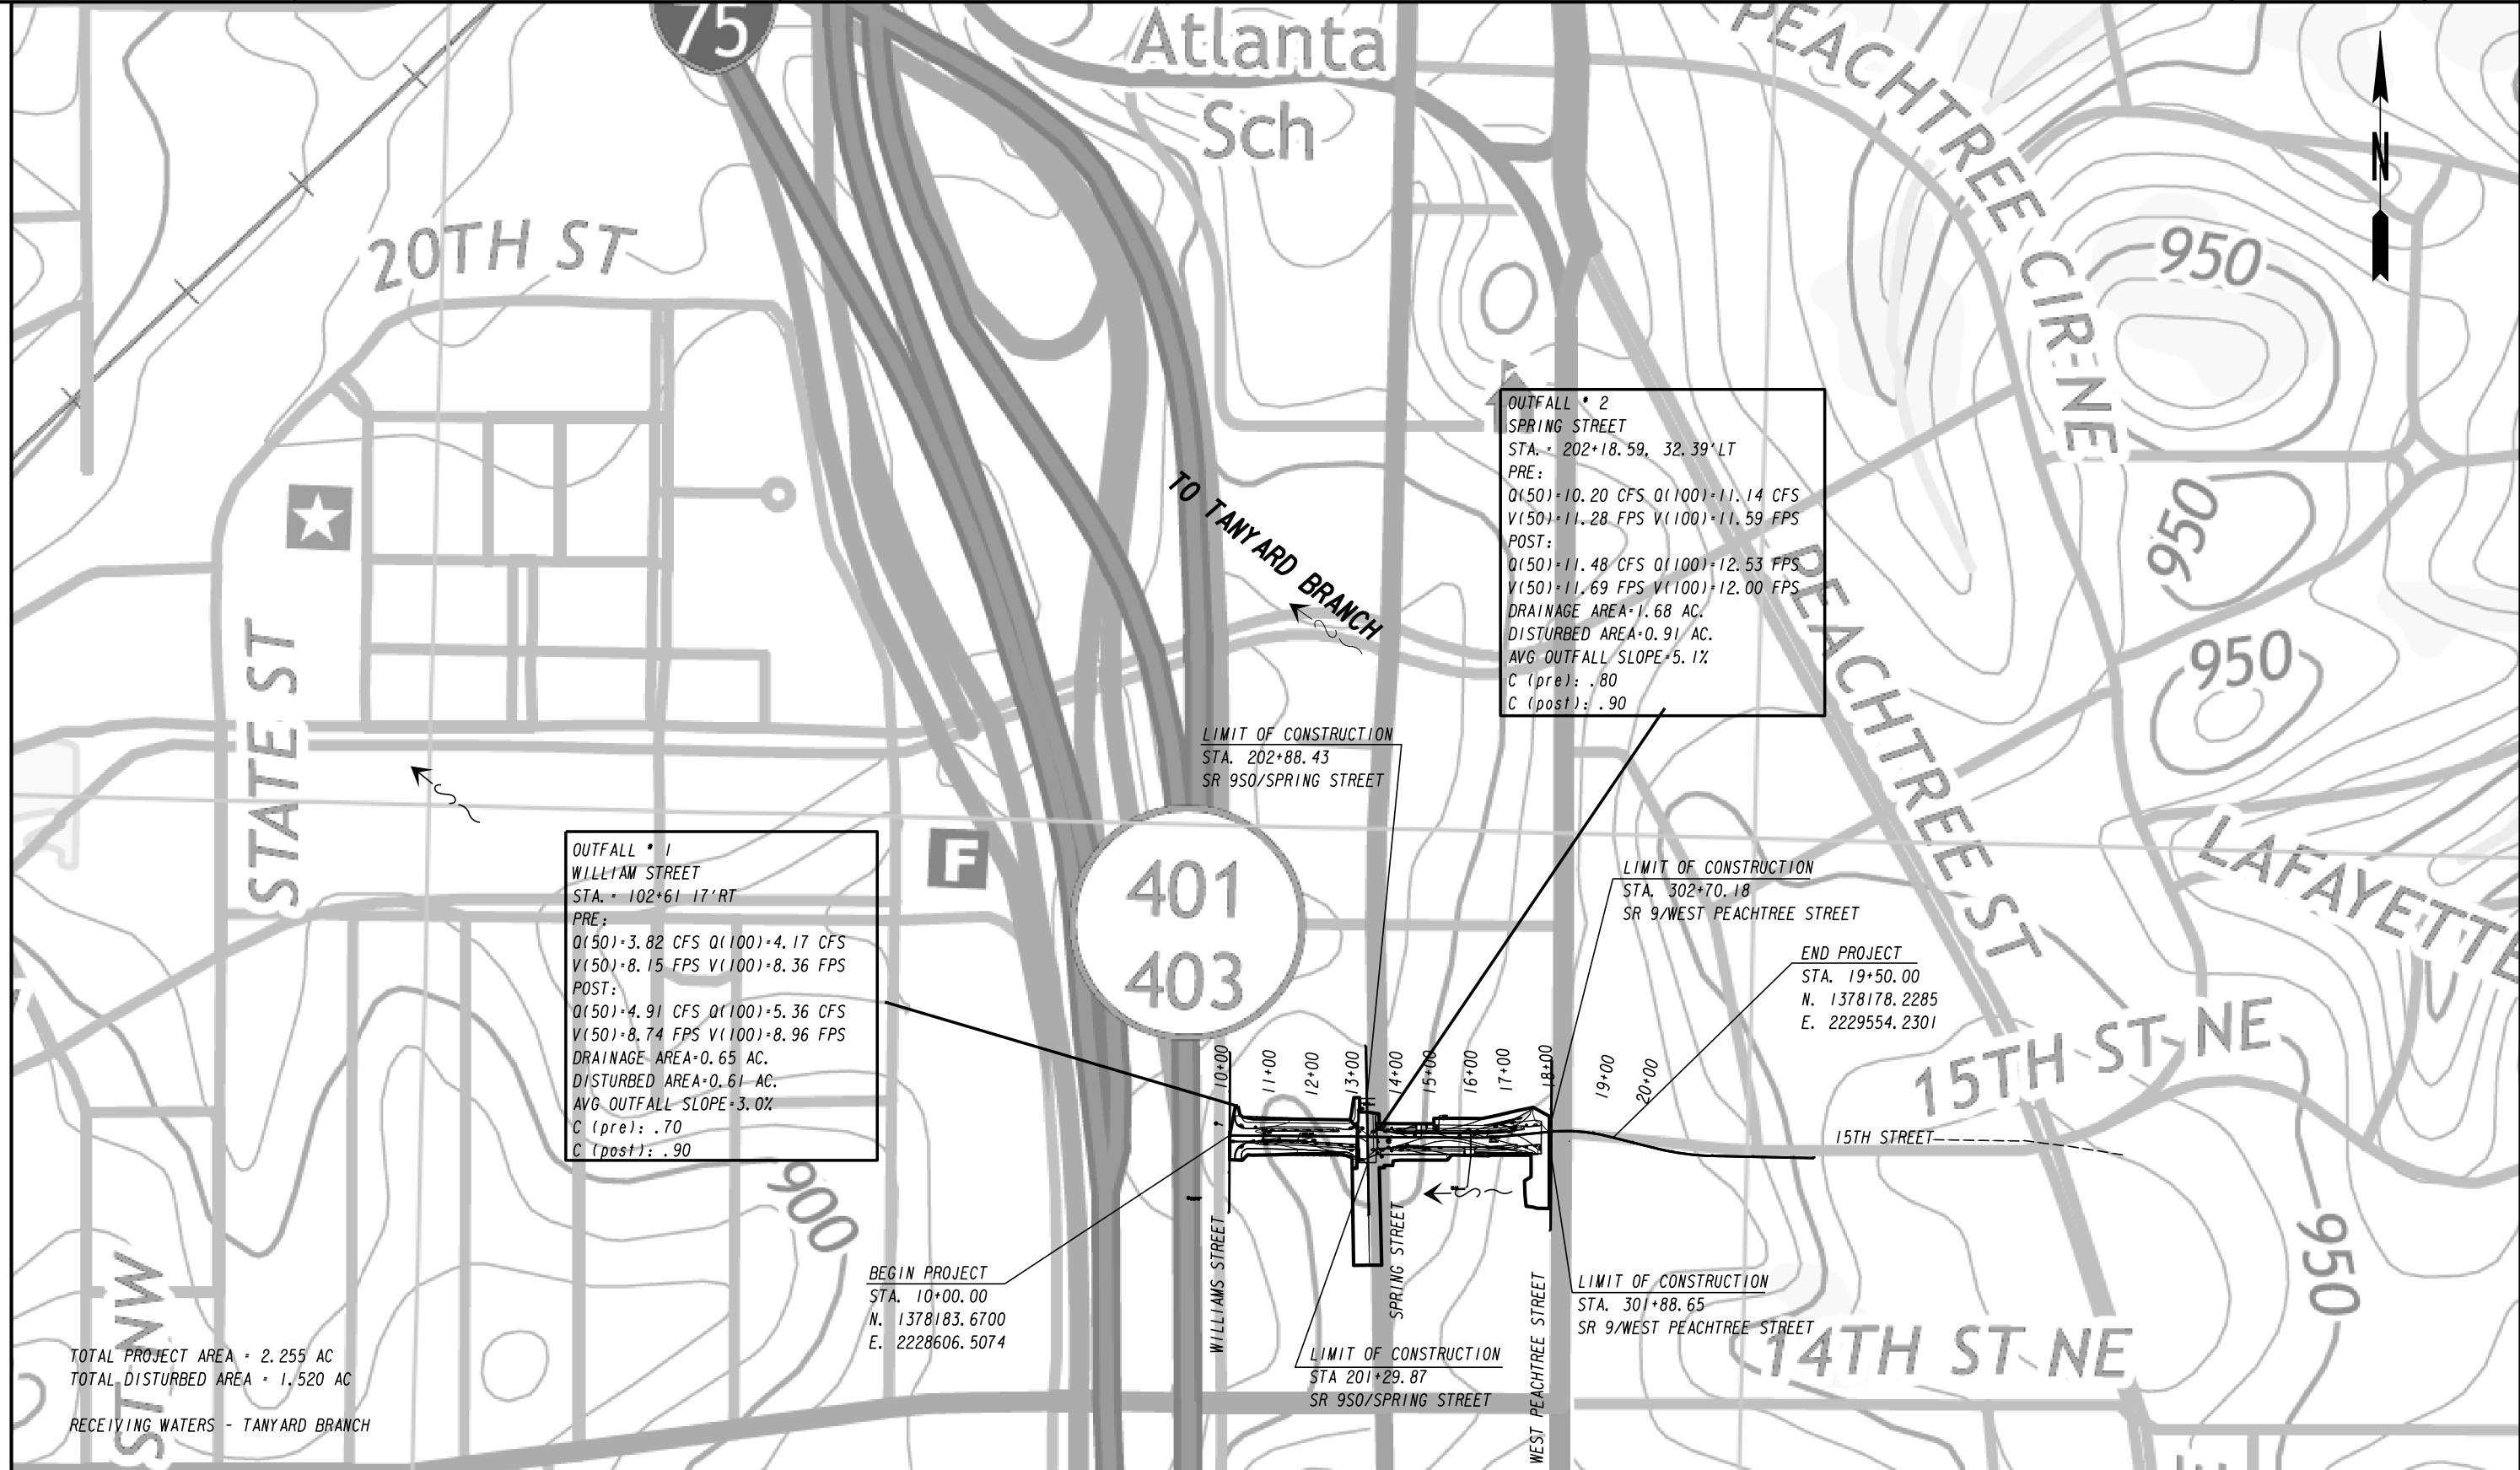 75
Atlanta
Sch
PEACHTREE CIR NE
N
20TH ST
950
OUTFALL # 2
SPRING STREET
STA. = 202+18.59, 32.39'LT
PRE:
Q(50)=10.20 CFS Q(100)=11.14 CFS
V(50)=11.28 FPS V(100)=11.59 FPS
POST:
Q(50)=11.48 CFS Q(100)=12.53 FPS
V(50)=11.69 FPS V(100)=12.00 FPS
DRAINAGE AREA=1.68 AC.
DISTURBED AREA=0.91 AC.
AVG OUTFALL SLOPE=5.1%
C (pre): .80
C (post): .90
TO TANYARD BRANCH
950
950
PEACHTREE ST
STATE ST
LIMIT OF CONSTRUCTION
STA. 202+88.43
SR 9SO/SPRING STREET
OUTFALL # 1
WILLIAM STREET
STA. = 102+61 17'RT
PRE:
Q(50)=3.82 CFS Q(100)=4.17 CFS
V(50)=8.15 FPS V(100)=8.36 FPS
POST:
Q(50)=4.91 CFS Q(100)=5.36 CFS
V(50)=8.74 FPS V(100)=8.96 FPS
DRAINAGE AREA=0.65 AC.
DISTURBED AREA=0.61 AC.
AVG OUTFALL SLOPE=3.0%
C (pre): .70
C (post): .90
F
401
403
LIMIT OF CONSTRUCTION
STA. 302+70.18
SR 9/WEST PEACHTREE STREET
LAFAYETTE
END PROJECT
STA. 19+50.00
N. 1378178.2285
E. 2229554.2301
15TH ST NE
10+00
11+00
12+00
13+00
14+00
15+00
16+00
17+00
18+00
19+00
20+00
15TH STREET
900
950
BEGIN PROJECT
STA. 10+00.00
N. 1378183.6700
E. 2228606.5074
WILLIAMS STREET
SPRING STREET
WEST PEACHTREE STREET
LIMIT OF CONSTRUCTION
STA. 301+88.65
SR 9/WEST PEACHTREE STREET
LIMIT OF CONSTRUCTION
STA 201+29.87
SR 9SO/SPRING STREET
14TH ST NE
ST NW
TOTAL PROJECT AREA = 2.255 AC
TOTAL DISTURBED AREA = 1.520 AC
RECEIVING WATERS - TANYARD BRANCH